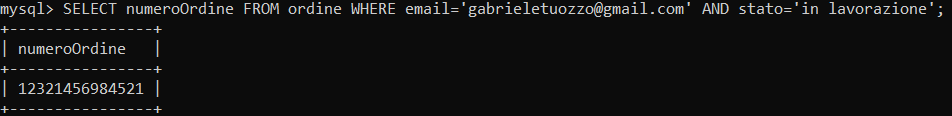 mysql> SELECT numeroOrdine FROM ordine WHERE email='gabrieletuozzo@gmail.com' AND stato='in lavorazione';
+----------------+
| numeroOrdine   |
+----------------+
| 12321456984521 |
+----------------+